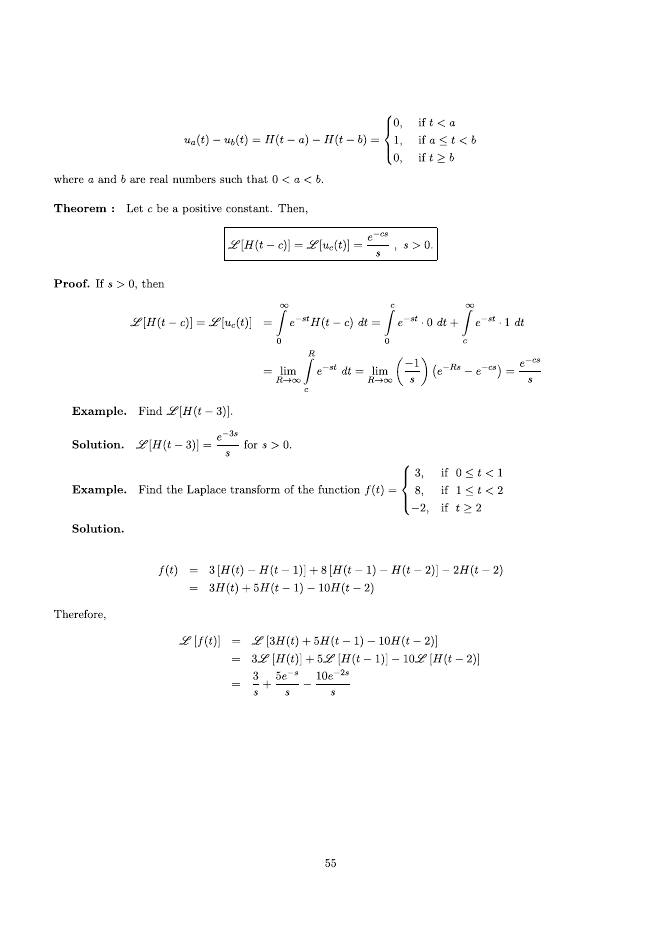 u_a(t) − u_b(t) = H(t − a) − H(t − b) = { 0, if t < a
1, if a ≤ t < b
0, if t ≥ b
where a and b are real numbers such that 0 < a < b.
Theorem : Let c be a positive constant. Then,
ℒ[H(t − c)] = ℒ[u_c(t)] = e^{−cs}/s , s > 0.
Proof. If s > 0, then
ℒ[H(t − c)] = ℒ[u_c(t)] = ∫_0^∞ e^{−st}H(t − c) dt = ∫_0^c e^{−st} · 0 dt + ∫_c^∞ e^{−st} · 1 dt
= lim_{R→∞} ∫_c^R e^{−st} dt = lim_{R→∞} (−1/s) (e^{−Rs} − e^{−cs}) = e^{−cs}/s
Example. Find ℒ[H(t − 3)].
Solution. ℒ[H(t − 3)] = e^{−3s}/s for s > 0.
Example. Find the Laplace transform of the function f(t) = { 3, if 0 ≤ t < 1
8, if 1 ≤ t < 2
−2, if t ≥ 2
Solution.
f(t) = 3 [H(t) − H(t − 1)] + 8 [H(t − 1) − H(t − 2)] − 2H(t − 2)
= 3H(t) + 5H(t − 1) − 10H(t − 2)
Therefore,
ℒ [f(t)] = ℒ [3H(t) + 5H(t − 1) − 10H(t − 2)]
= 3ℒ [H(t)] + 5ℒ [H(t − 1)] − 10ℒ [H(t − 2)]
= 3/s + 5e^{−s}/s − 10e^{−2s}/s
55